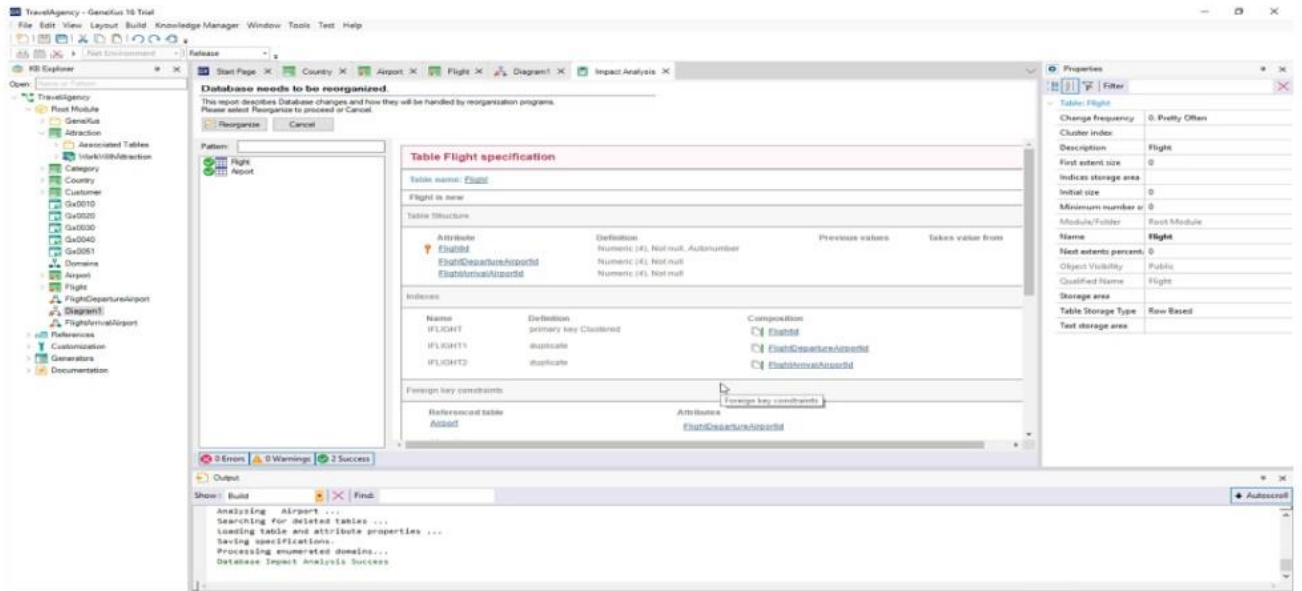 TravelAgency - GeneXus 16 Trial
File Edit View Layout Build Knowledge Manager Window Tools Test Help
.Net Environment Release
KB Explorer
Open: Name or Pattern
TravelAgency
Root Module
GeneXus
Attraction
Associated Tables
WorkWithAttraction
Category
Country
Customer
Gx0010
Gx0020
Gx0030
Gx0040
Gx0051
Domains
Airport
Flight
FlightDepartureAirport
Diagram1
FlightArrivalAirport
References
Customization
Generators
Documentation
Start Page Country Airport Flight Diagram1 Impact Analysis
Database needs to be reorganized.
This report describes Database changes and how they will be handled by reorganization programs.
Please select Reorganize to proceed or Cancel.
Reorganize Cancel
Pattern:
Flight
Airport
Table Flight specification
Table name: Flight
Flight is new
Table Structure
Attribute Definition Previous values Takes value from
FlightId Numeric (4), Not null, Autonumber
FlightDepartureAirportId Numeric (4), Not null
FlightArrivalAirportId Numeric (4), Not null
Indexes
Name Definition Composition
IFLIGHT primary key Clustered FlightId
IFLIGHT1 duplicate FlightDepartureAirportId
IFLIGHT2 duplicate FlightArrivalAirportId
Foreign key constraints
Foreign key constraints
Referenced table Attributes
Airport FlightDepartureAirportId
0 Errors 0 Warnings 2 Success
Output
Show: Build Find: Autoscroll
Analyzing Airport ...
Searching for deleted tables ...
Loading table and attribute properties ...
Saving specifications.
Processing enumerated domains...
Database Impact Analysis Success
Properties
Filter
Table: Flight
Change frequency 0. Pretty Often
Cluster index
Description Flight
First extent size 0
Indices storage area
Initial size 0
Minimum number o 0
Module/Folder Root Module
Name Flight
Next extents percent. 0
Object Visibility Public
Qualified Name Flight
Storage area
Table Storage Type Row Based
Text storage area